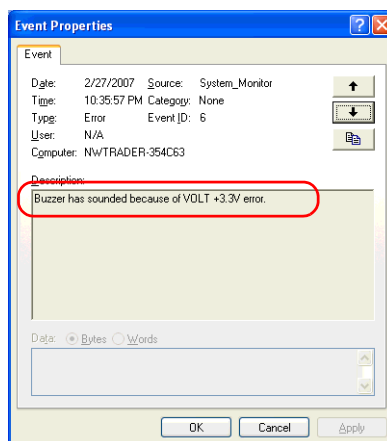 Event Properties
Event
Date: 2/27/2007 Source: System_Monitor
Time: 10:35:57 PM Category: None
Type: Error Event ID: 6
User: N/A
Computer: NWTRADER-354C63
Description:
Buzzer has sounded because of VOLT +3.3V error.
Data: Bytes Words
OK Cancel Apply